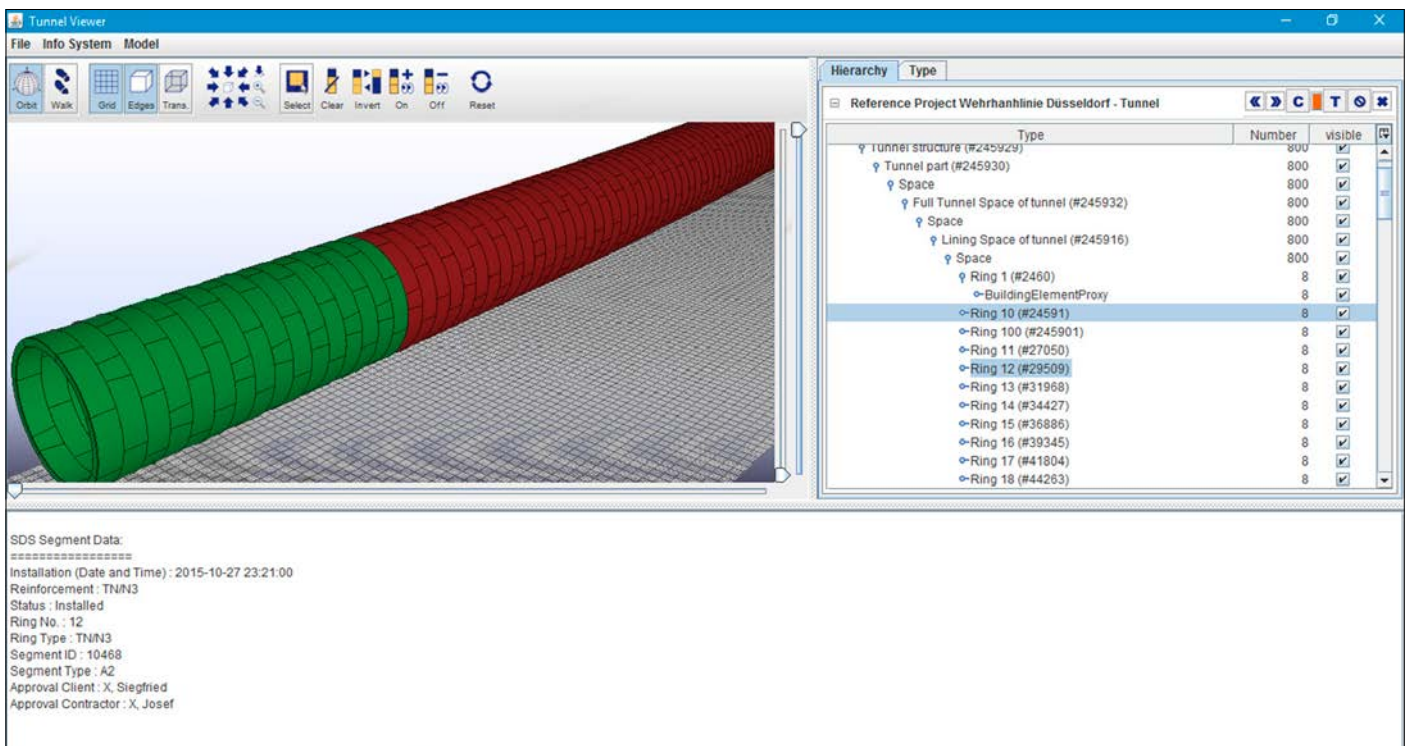 Tunnel Viewer
File Info System Model
Orbit Walk Grid Edges Trans. Select Clear Invert On Off Reset
Hierarchy Type
Reference Project Wehrhanhlinie Düsseldorf - Tunnel C T
Type Number visible
Tunnel structure (#245929) 800
Tunnel part (#245930) 800
Space 800
Full Tunnel Space of tunnel (#245932) 800
Space 800
Lining Space of tunnel (#245916) 800
Space 800
Ring 1 (#2460) 8
BuildingElementProxy 8
Ring 10 (#24591) 8
Ring 100 (#245901) 8
Ring 11 (#27050) 8
Ring 12 (#29509) 8
Ring 13 (#31968) 8
Ring 14 (#34427) 8
Ring 15 (#36886) 8
Ring 16 (#39345) 8
Ring 17 (#41804) 8
Ring 18 (#44263) 8
SDS Segment Data:
=================
Installation (Date and Time) : 2015-10-27 23:21:00
Reinforcement : TN/N3
Status : Installed
Ring No. : 12
Ring Type : TN/N3
Segment ID : 10468
Segment Type : A2
Approval Client : X, Siegfried
Approval Contractor : X, Josef